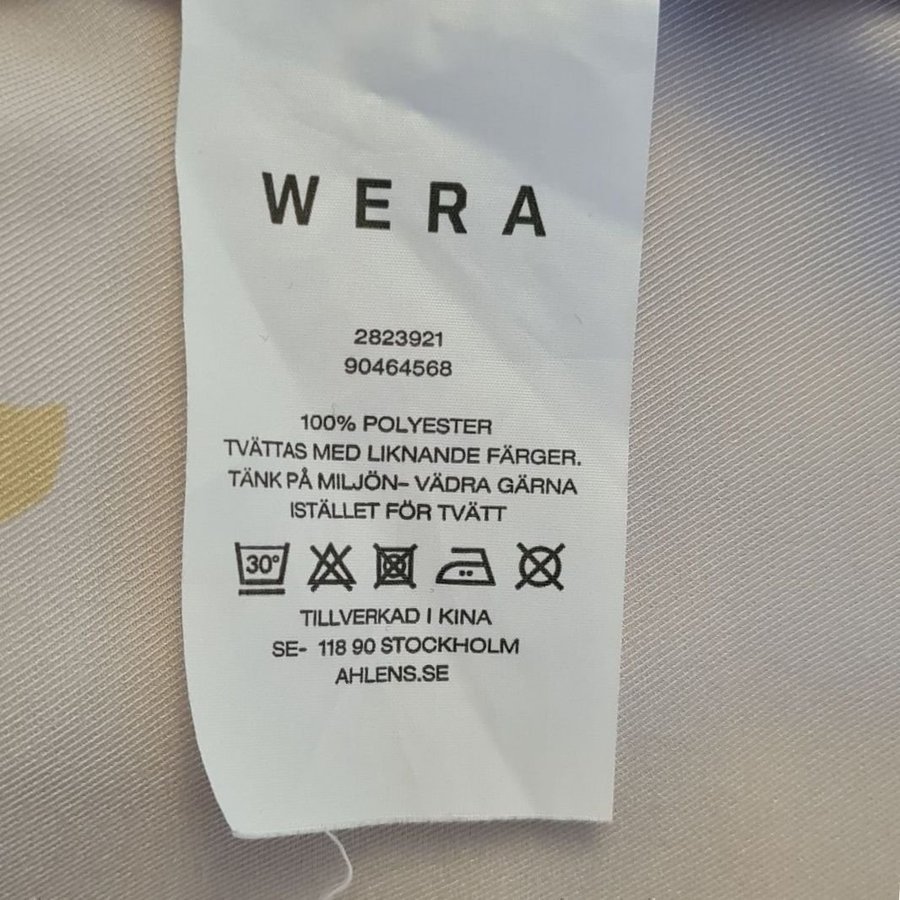 WERA
2823921
90464568
100% POLYESTER
TVÄTTAS MED LIKNANDE FÄRGER.
TÄNK PÅ MILJÖN- VÄDRA GÄRNA
ISTÄLLET FÖR TVÄTT
30°
TILLVERKAD I KINA
SE- 118 90 STOCKHOLM
AHLENS.SE